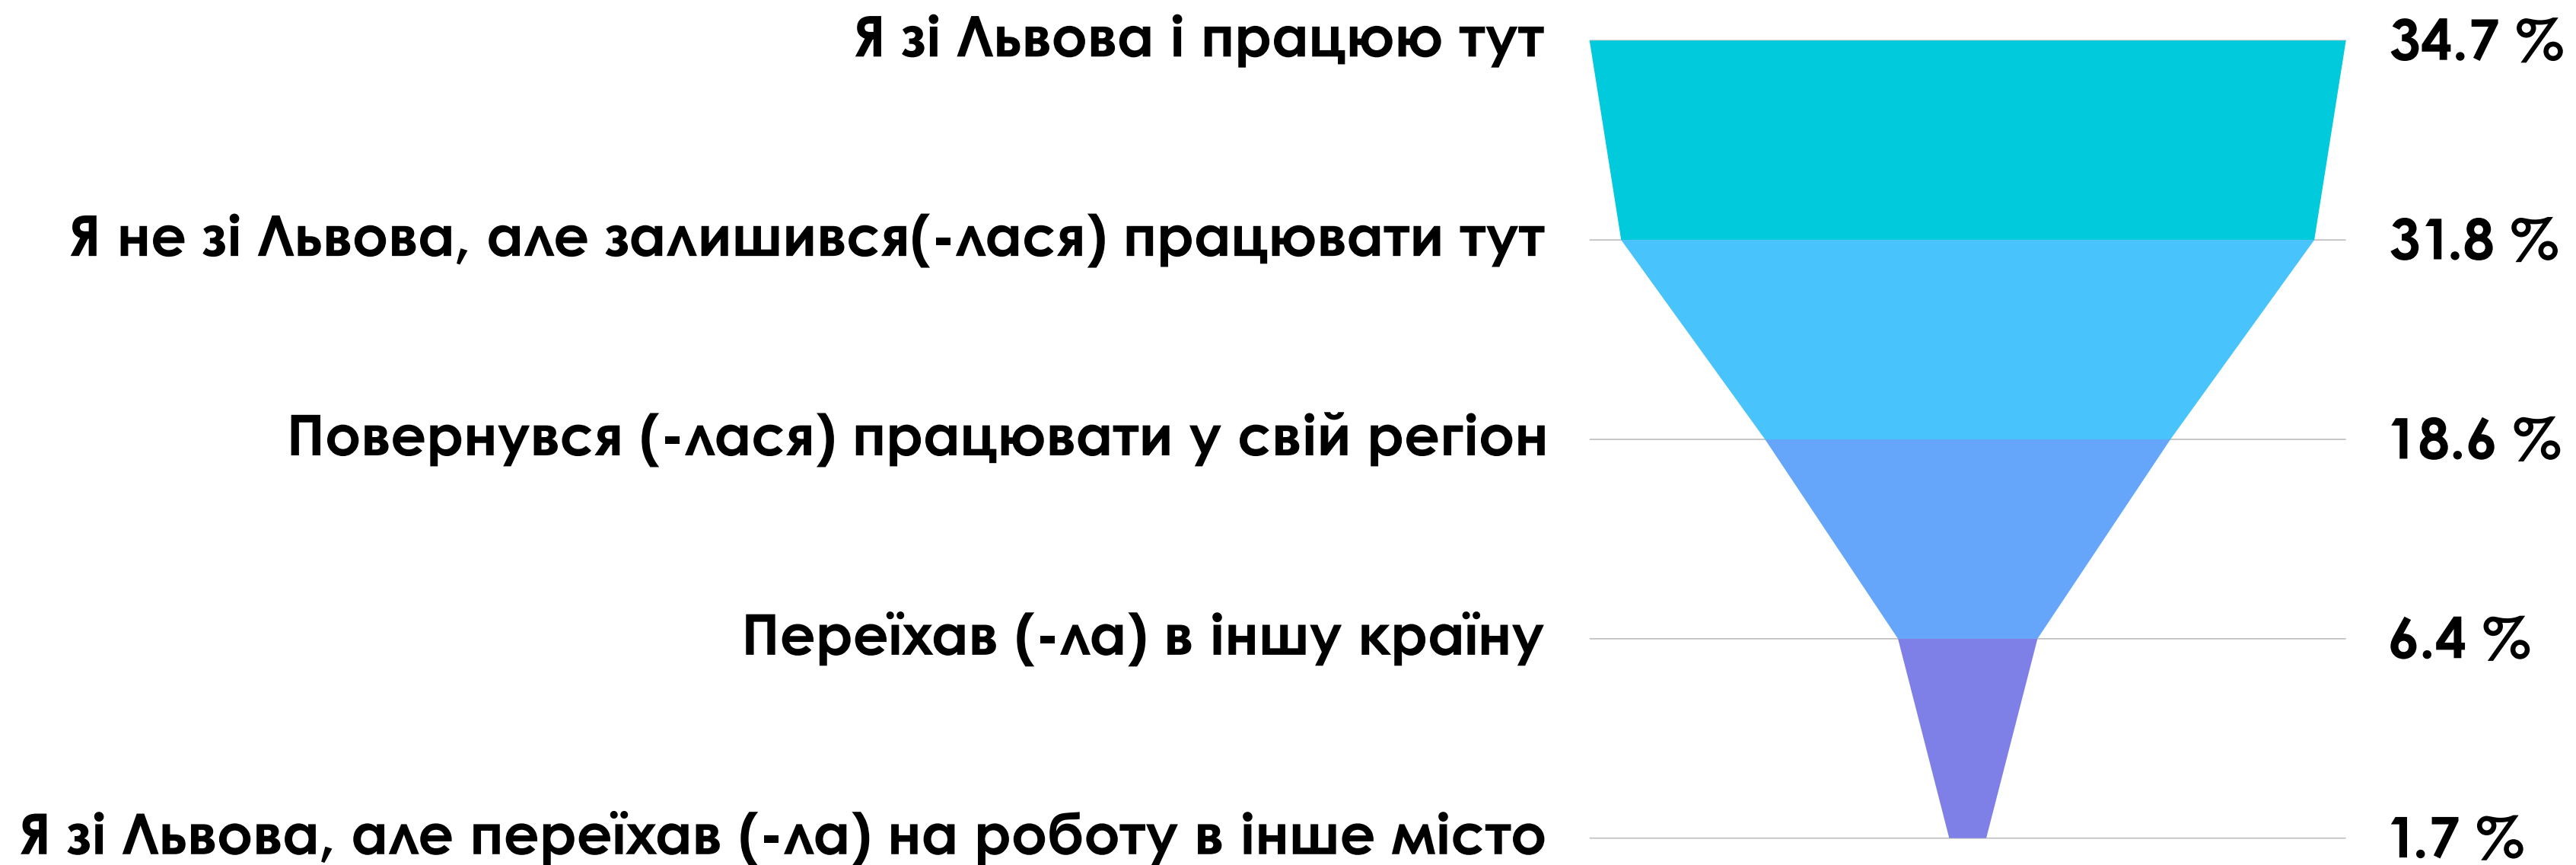 Я зі Львова і працюю тут 34.7 %
Я не зі Львова, але залишився(-лася) працювати тут 31.8 %
Повернувся (-лася) працювати у свій регіон 18.6 %
Переїхав (-ла) в іншу країну 6.4 %
Я зі Львова, але переїхав (-ла) на роботу в інше місто 1.7 %